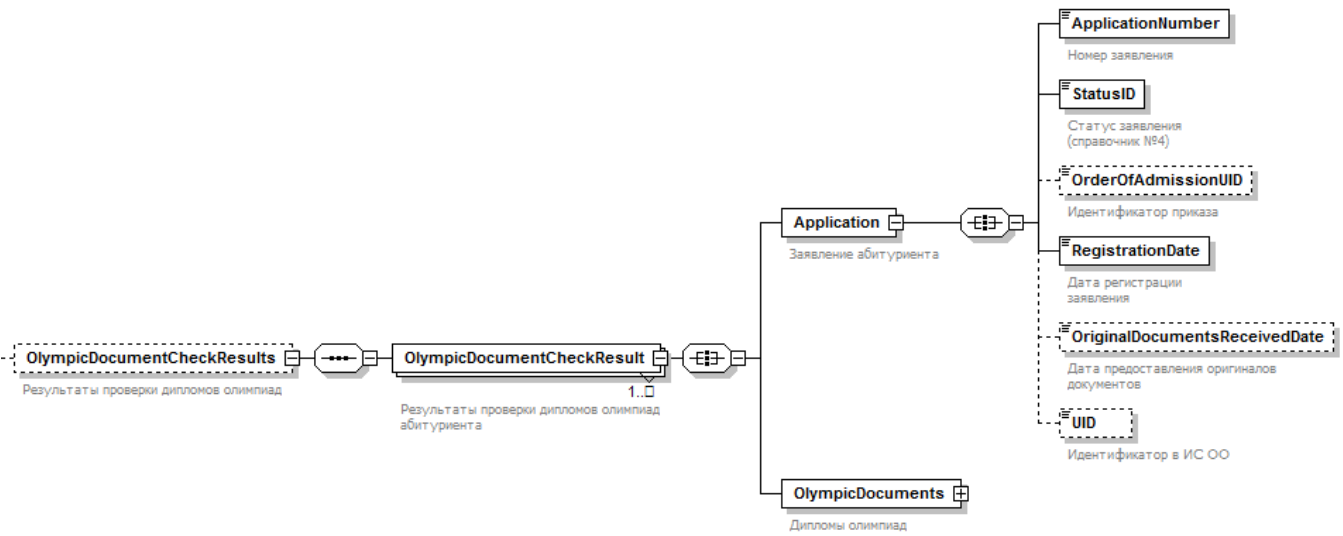 ApplicationNumber
Номер заявления
StatusID
Статус заявления
(справочник №4)
OrderOfAdmissionUID
Идентификатор приказа
Application
Заявление абитуриента
RegistrationDate
Дата регистрации
заявления
OriginalDocumentsReceivedDate
Дата предоставления оригиналов
документов
UID
Идентификатор в ИС ОО
OlympicDocumentCheckResults
Результаты проверки дипломов олимпиад
OlympicDocumentCheckResult
1..□
Результаты проверки дипломов олимпиад
абитуриента
OlympicDocuments
Дипломы олимпиад